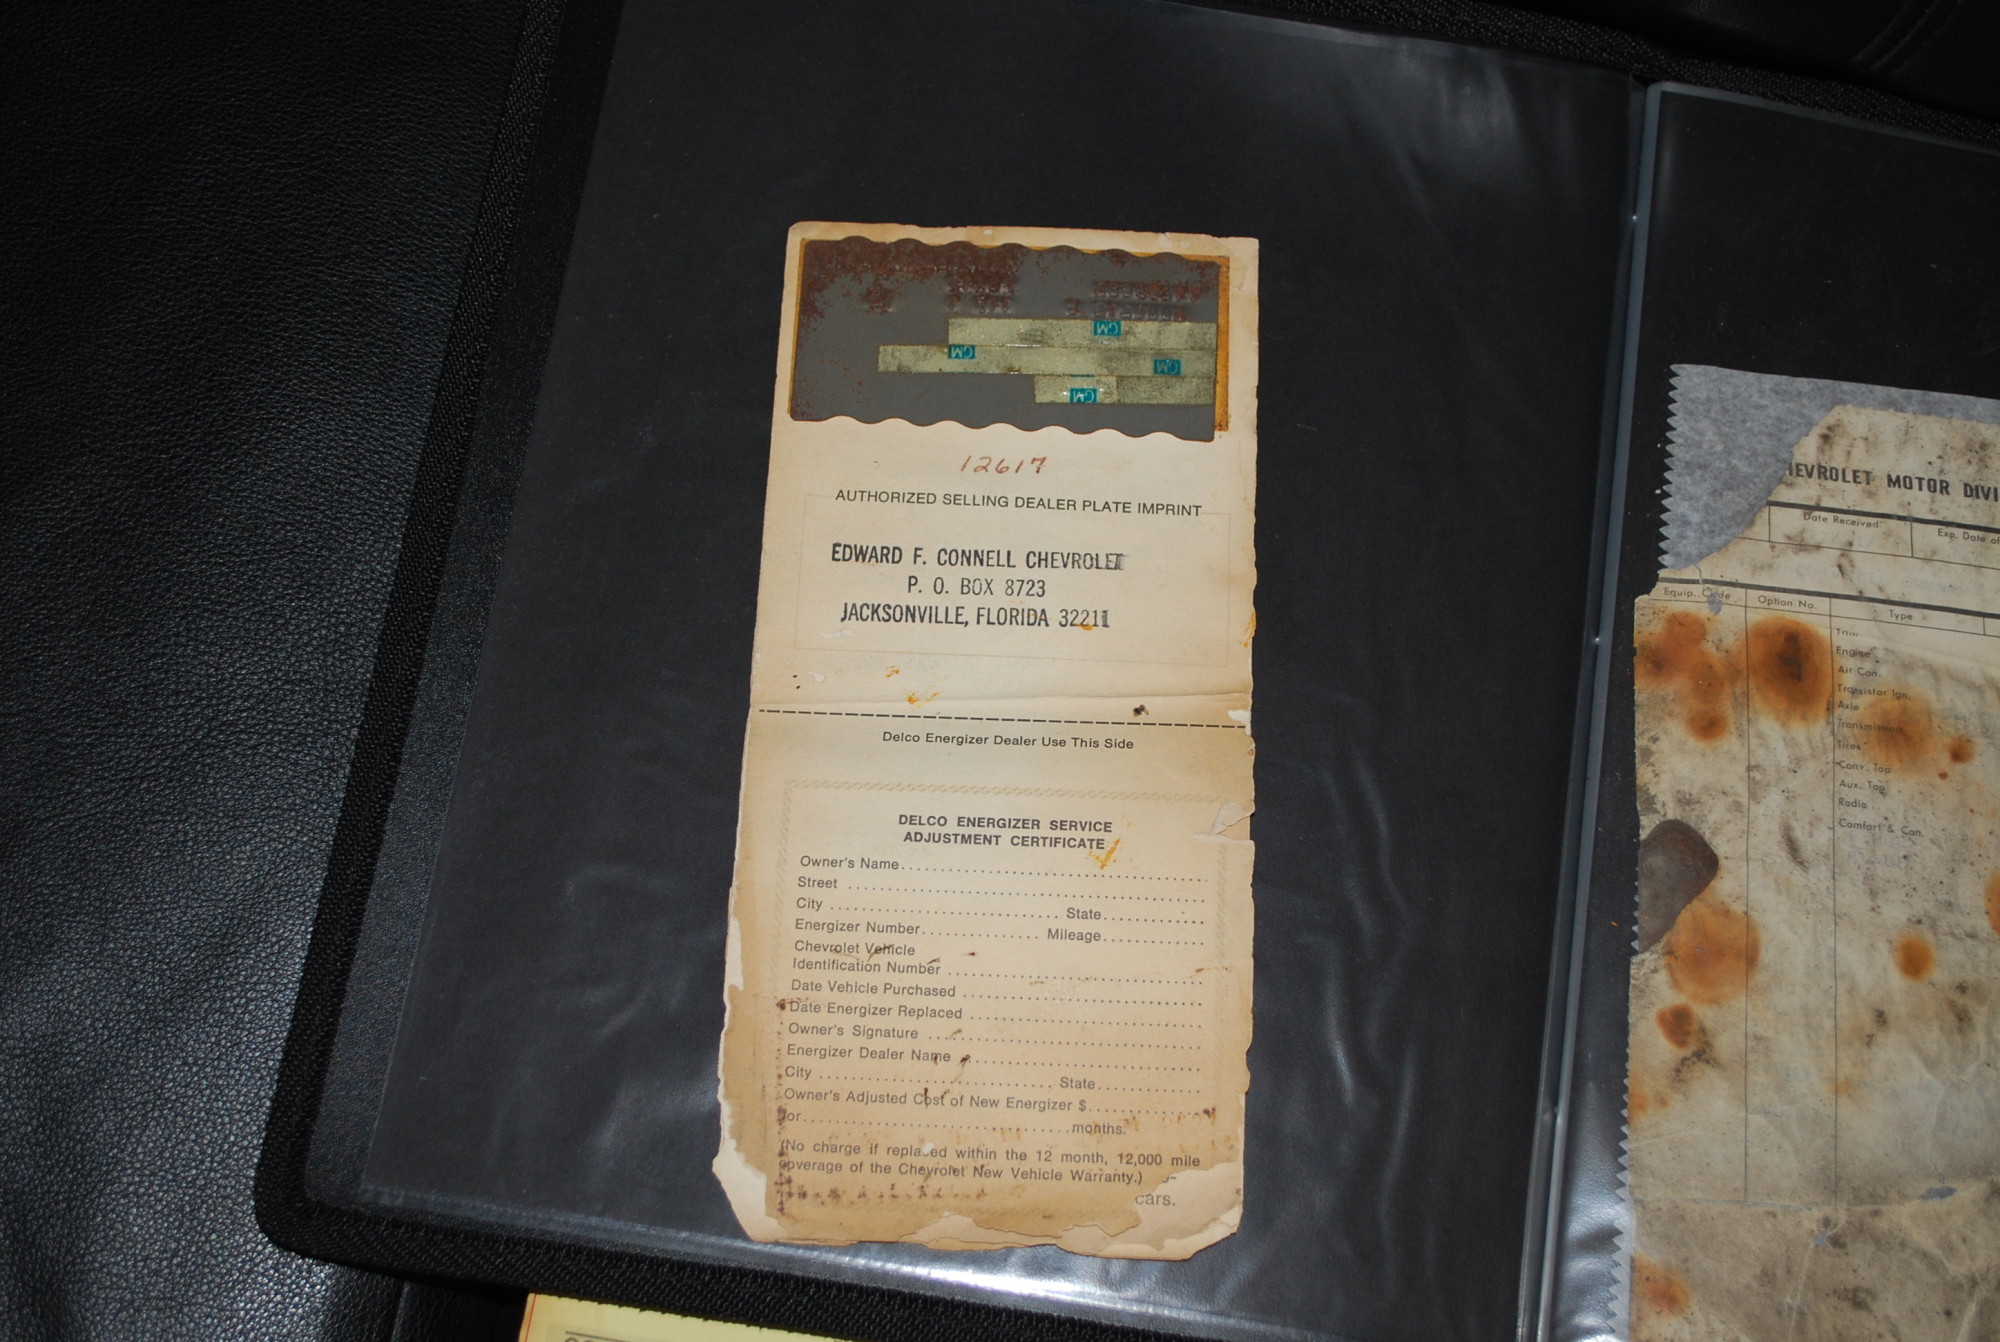 GM
GM
GM
GM
12617
AUTHORIZED SELLING DEALER PLATE IMPRINT
EDWARD F. CONNELL CHEVROLET
P. O. BOX 8723
JACKSONVILLE, FLORIDA 32211
Delco Energizer Dealer Use This Side
DELCO ENERGIZER SERVICE
ADJUSTMENT CERTIFICATE
Owner's Name
Street
City State
Energizer Number Mileage
Chevrolet Vehicle
Identification Number
Date Vehicle Purchased
Date Energizer Replaced
Owner's Signature
Energizer Dealer Name
City State
Owner's Adjusted Cost of New Energizer $
for months.
(No charge if replaced within the 12 month, 12,000 mile
coverage of the Chevrolet New Vehicle Warranty.)
cars.
HEVROLET MOTOR DIVI
Date Received Exp. Date of
Equip. Code Option No. Type
Trim
Engine
Air Con.
Transistor Ign.
Axle
Transmission
Tires
Conv. Top
Aux. Top
Radio
Comfort & Con.